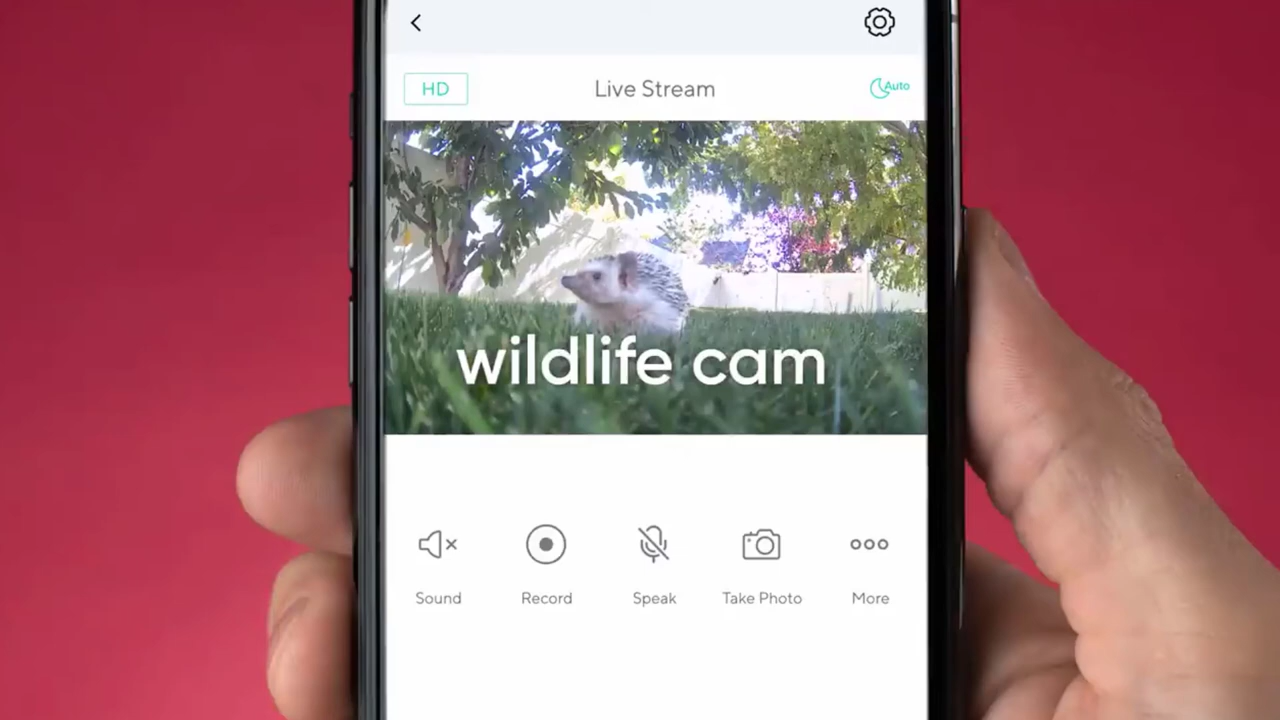 HD
Live Stream
Auto
wildlife cam
Sound
Record
Speak
Take Photo
More